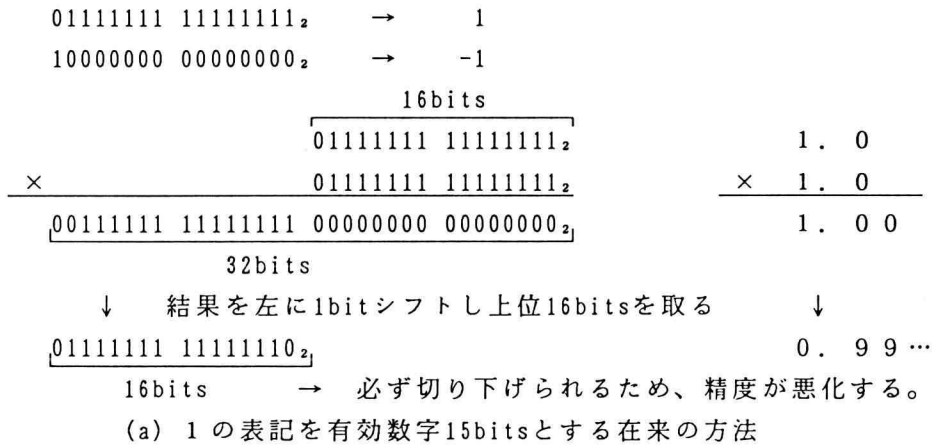 01111111 11111111₂ → 1
10000000 00000000₂ → -1
16bits
01111111 11111111₂ 1. 0
× 01111111 11111111₂ × 1. 0
00111111 11111111 00000000 00000000₂ 1. 0 0
32bits
↓ 結果を左に1bitシフトし上位16bitsを取る ↓
01111111 11111110₂ 0. 9 9 …
16bits → 必ず切り下げられるため、精度が悪化する。
(a) 1の表記を有効数字15bitsとする在来の方法